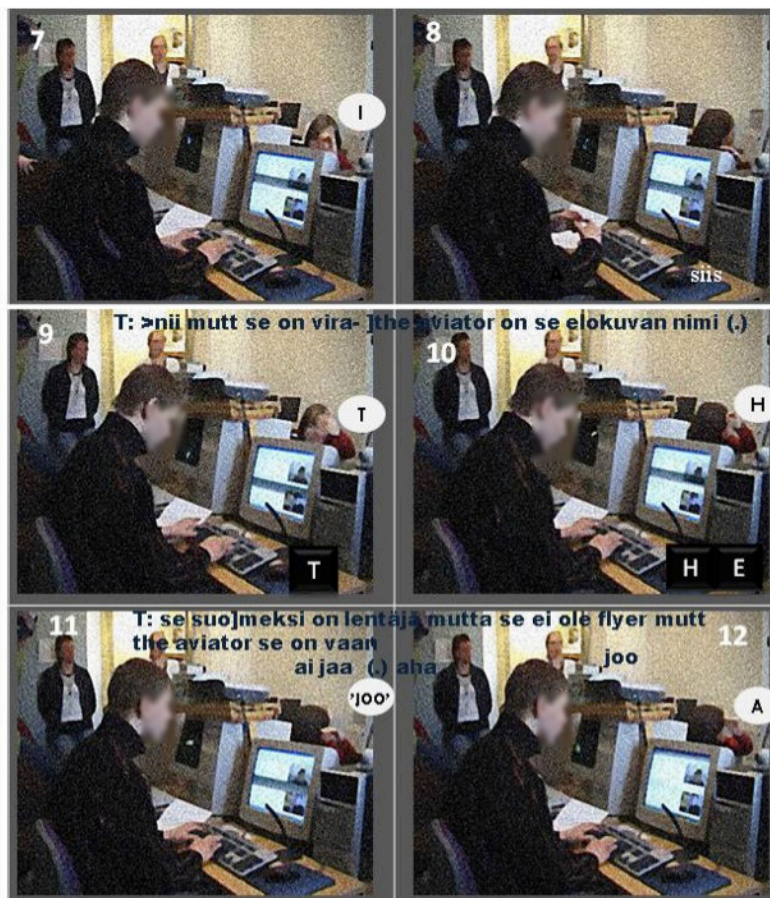 7
I
8
siis
T: >nii mutt se on vira- ]the aviator on se elokuvan nimi (.)
9
T
T
10
H
H E
11
T: se suo]meksi on lentäjä mutta se ei ole flyer mutt
the aviator se on vaan
ai jaa (.) aha
'JOO'
12
joo
A